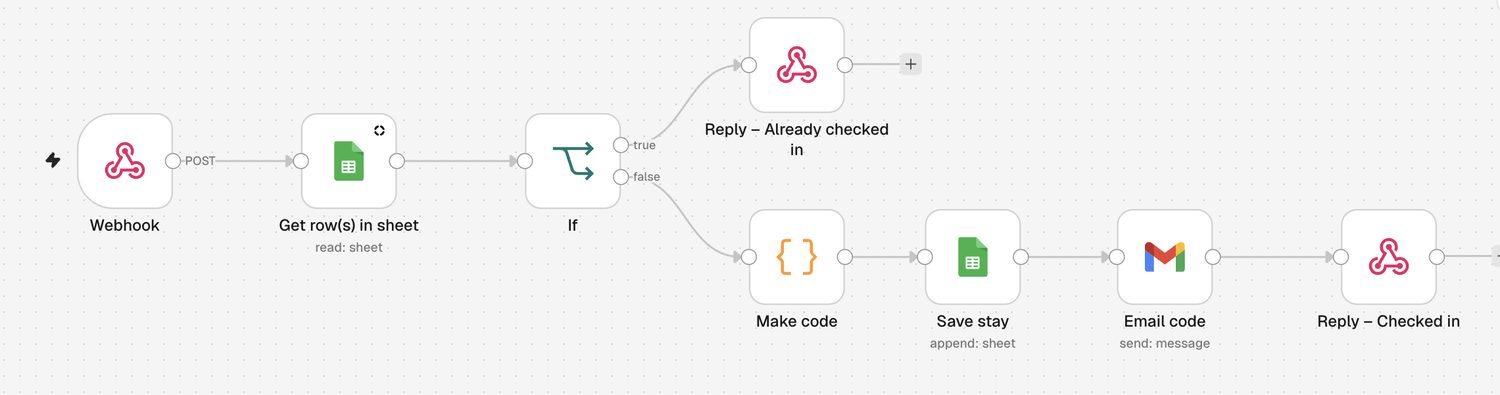 POST
Webhook
Get row(s) in sheet
read: sheet
If
true
false
Reply – Already checked
in
Make code
Save stay
append: sheet
Email code
send: message
Reply – Checked in